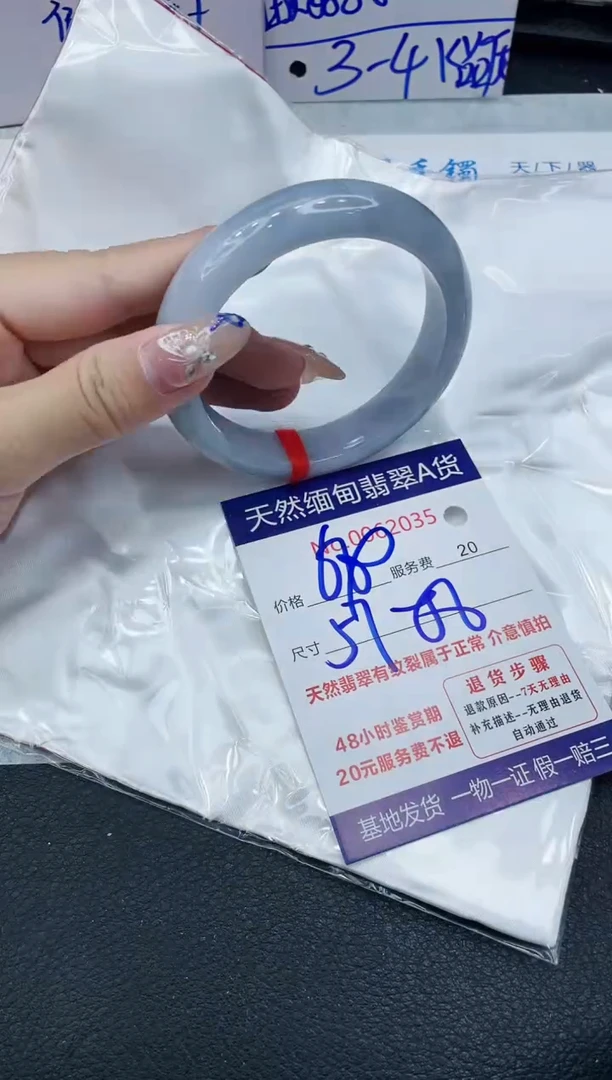 3-4K
手镯 天/下/器
天然缅甸翡翠A货
No.0062035
价格 680 服务费 20
尺寸 57
天然翡翠有纹裂属于正常 介意慎拍
退货步骤
退款原因--7天无理由
补充描述--无理由退货
自动通过
48小时鉴赏期
20元服务费不退
基地发货 一物一证 假一赔三